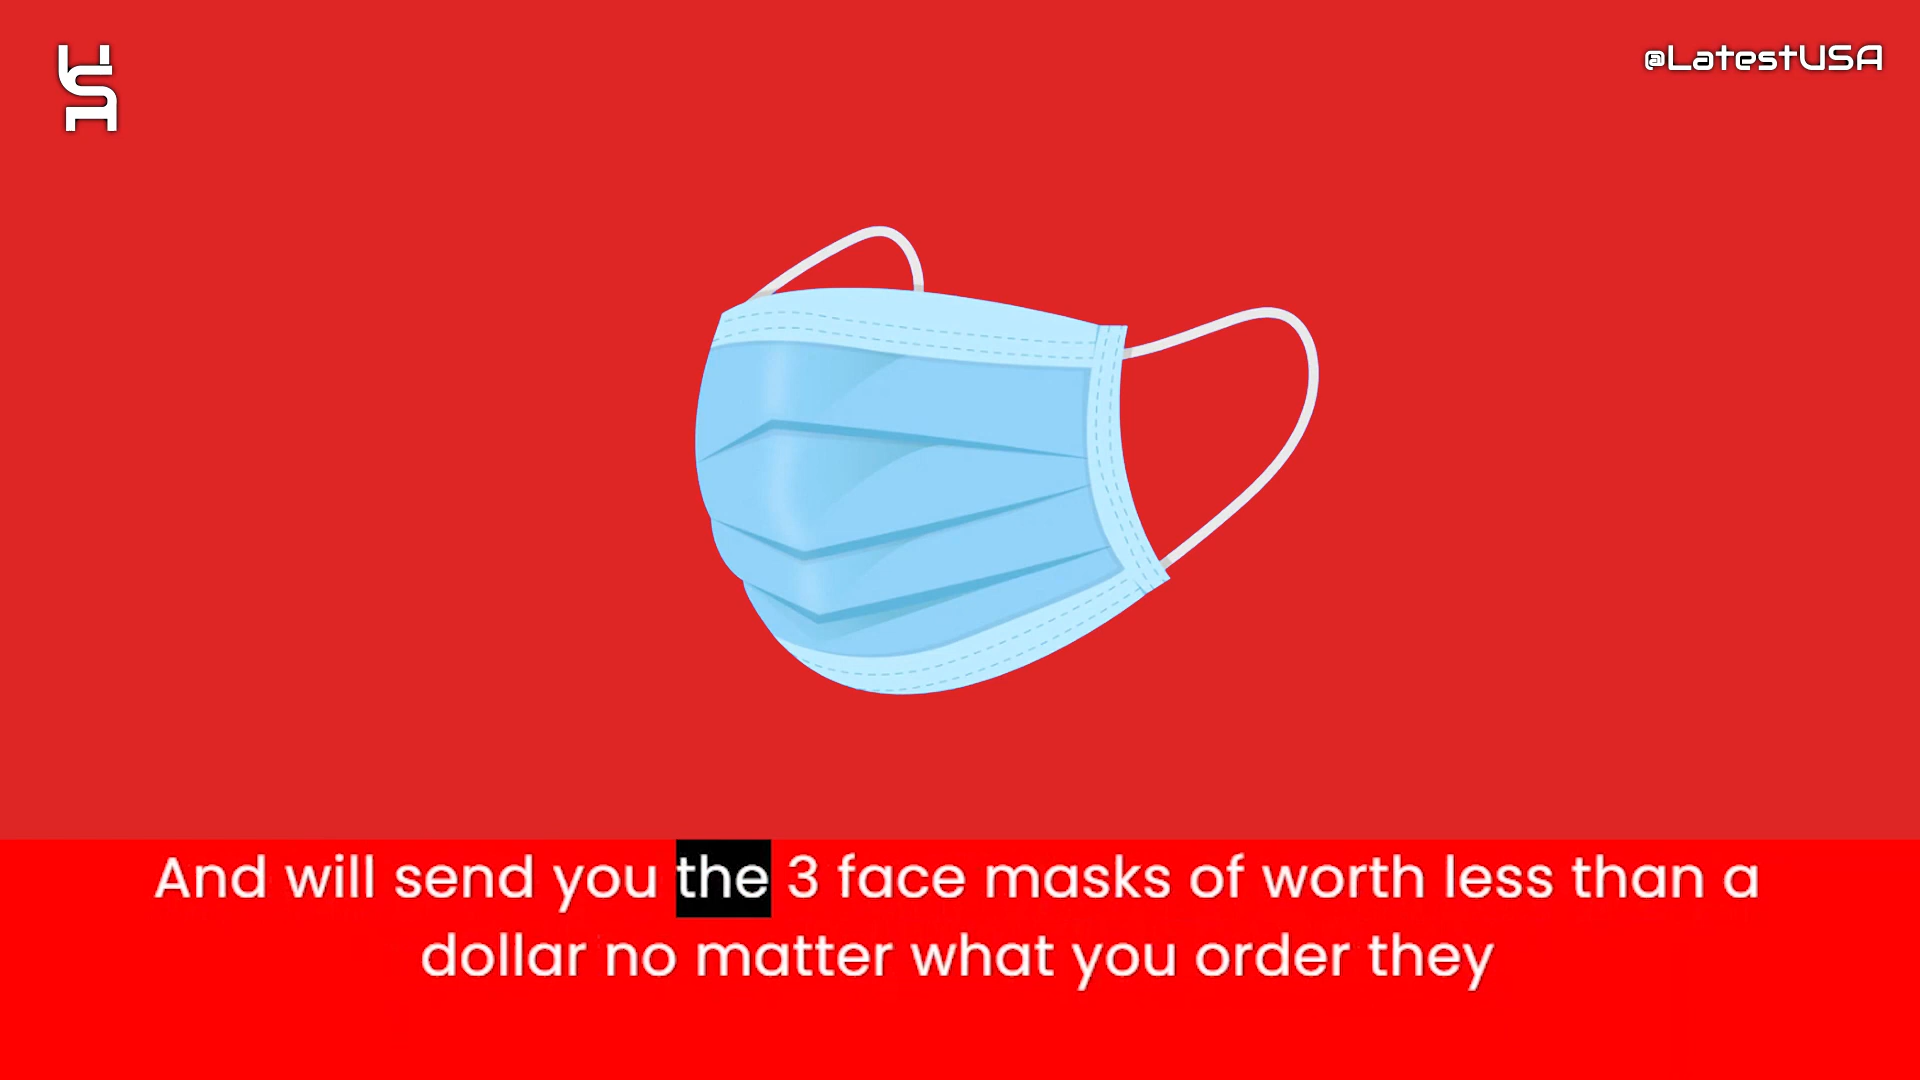 USA
@LatestUSA
And will send you the 3 face masks of worth less than a
dollar no matter what you order they